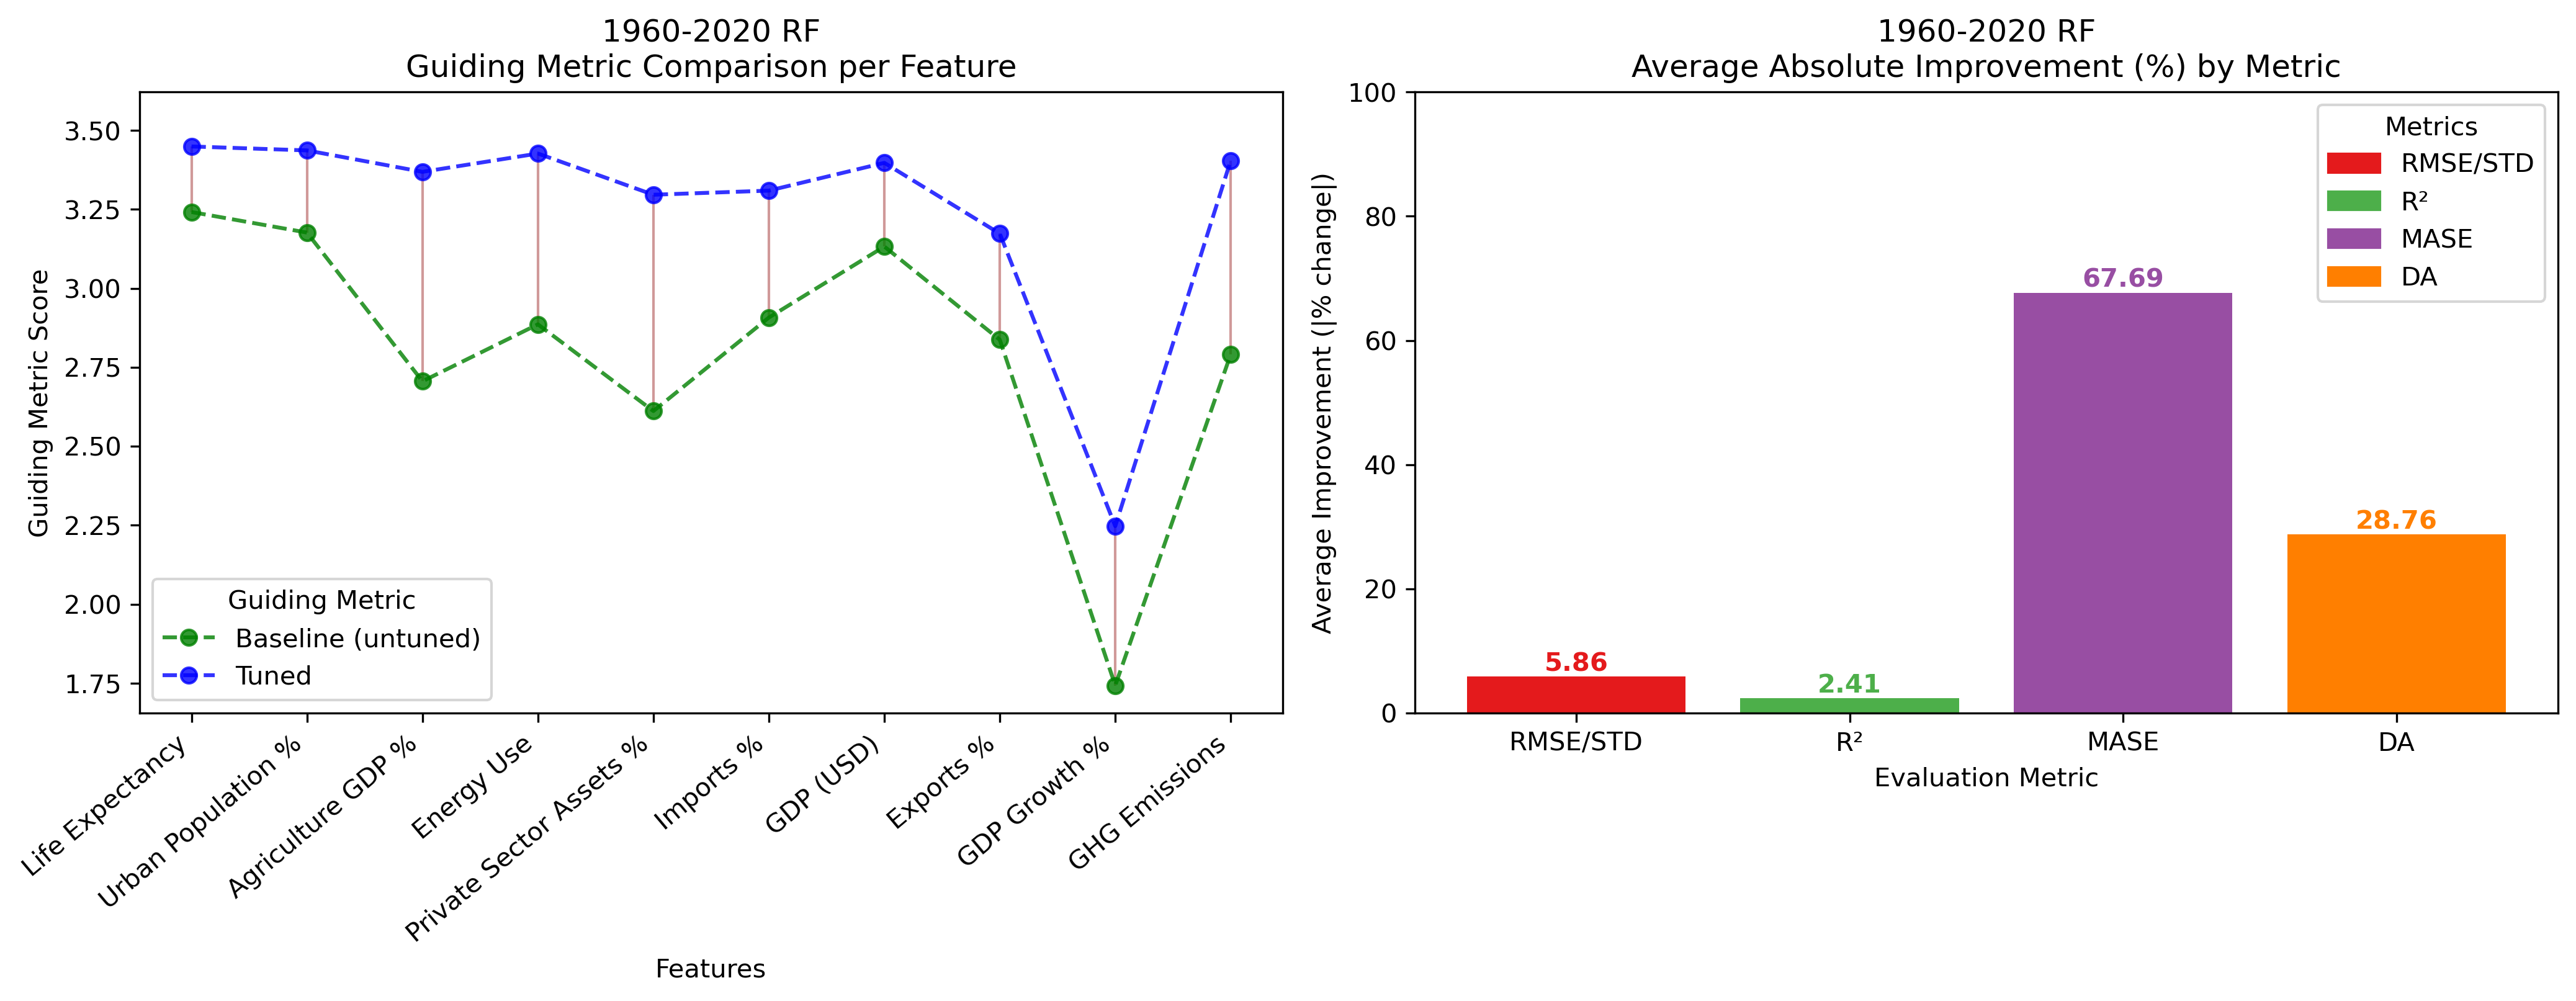 1960-2020 RF
Guiding Metric Comparison per Feature
Guiding Metric Score
3.50
3.25
3.00
2.75
2.50
2.25
2.00
1.75
Guiding Metric
Baseline (untuned)
Tuned
Life Expectancy
Urban Population %
Agriculture GDP %
Energy Use
Private Sector Assets %
Imports %
GDP (USD)
Exports %
GDP Growth %
GHG Emissions
Features
1960-2020 RF
Average Absolute Improvement (%) by Metric
Average Improvement (|% change|)
100
80
60
40
20
0
Metrics
RMSE/STD
R²
MASE
DA
5.86
2.41
67.69
28.76
RMSE/STD
R²
MASE
DA
Evaluation Metric